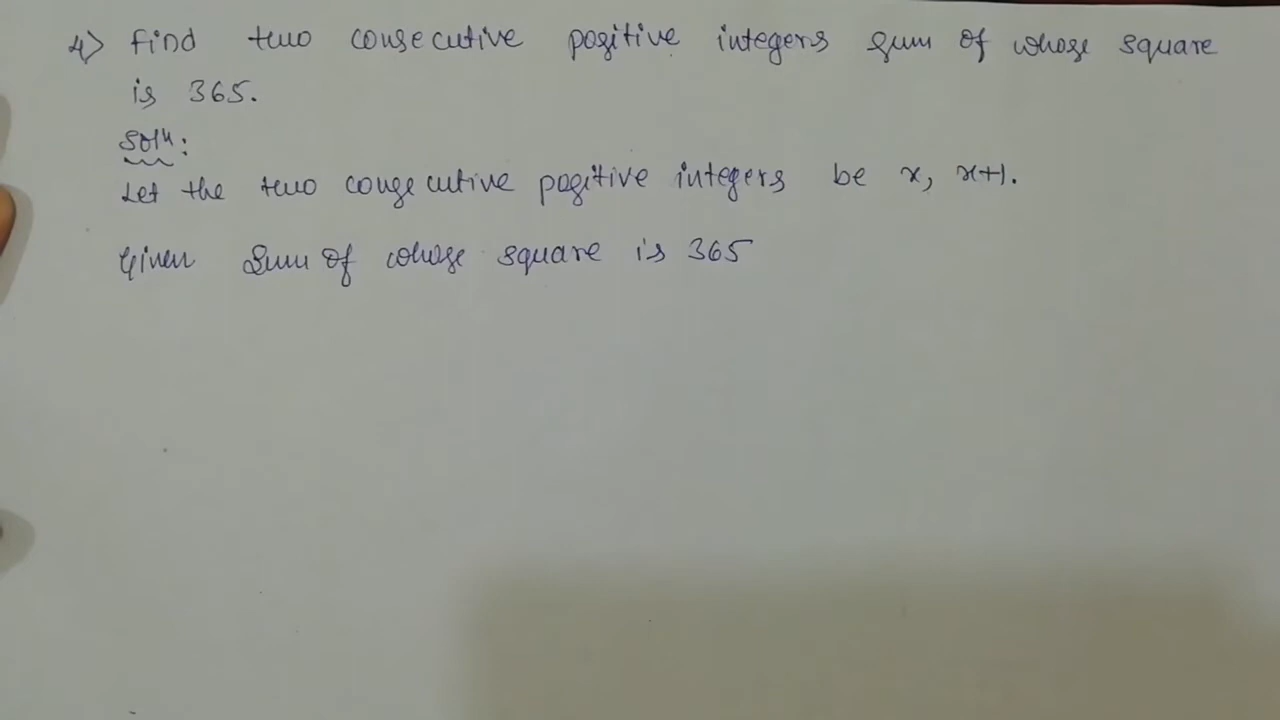 4) Find two consecutive positive integers sum of whose square
is 365.
Soln:
Let the two consecutive positive integers be x, x+1.
Given Sum of whose square is 365